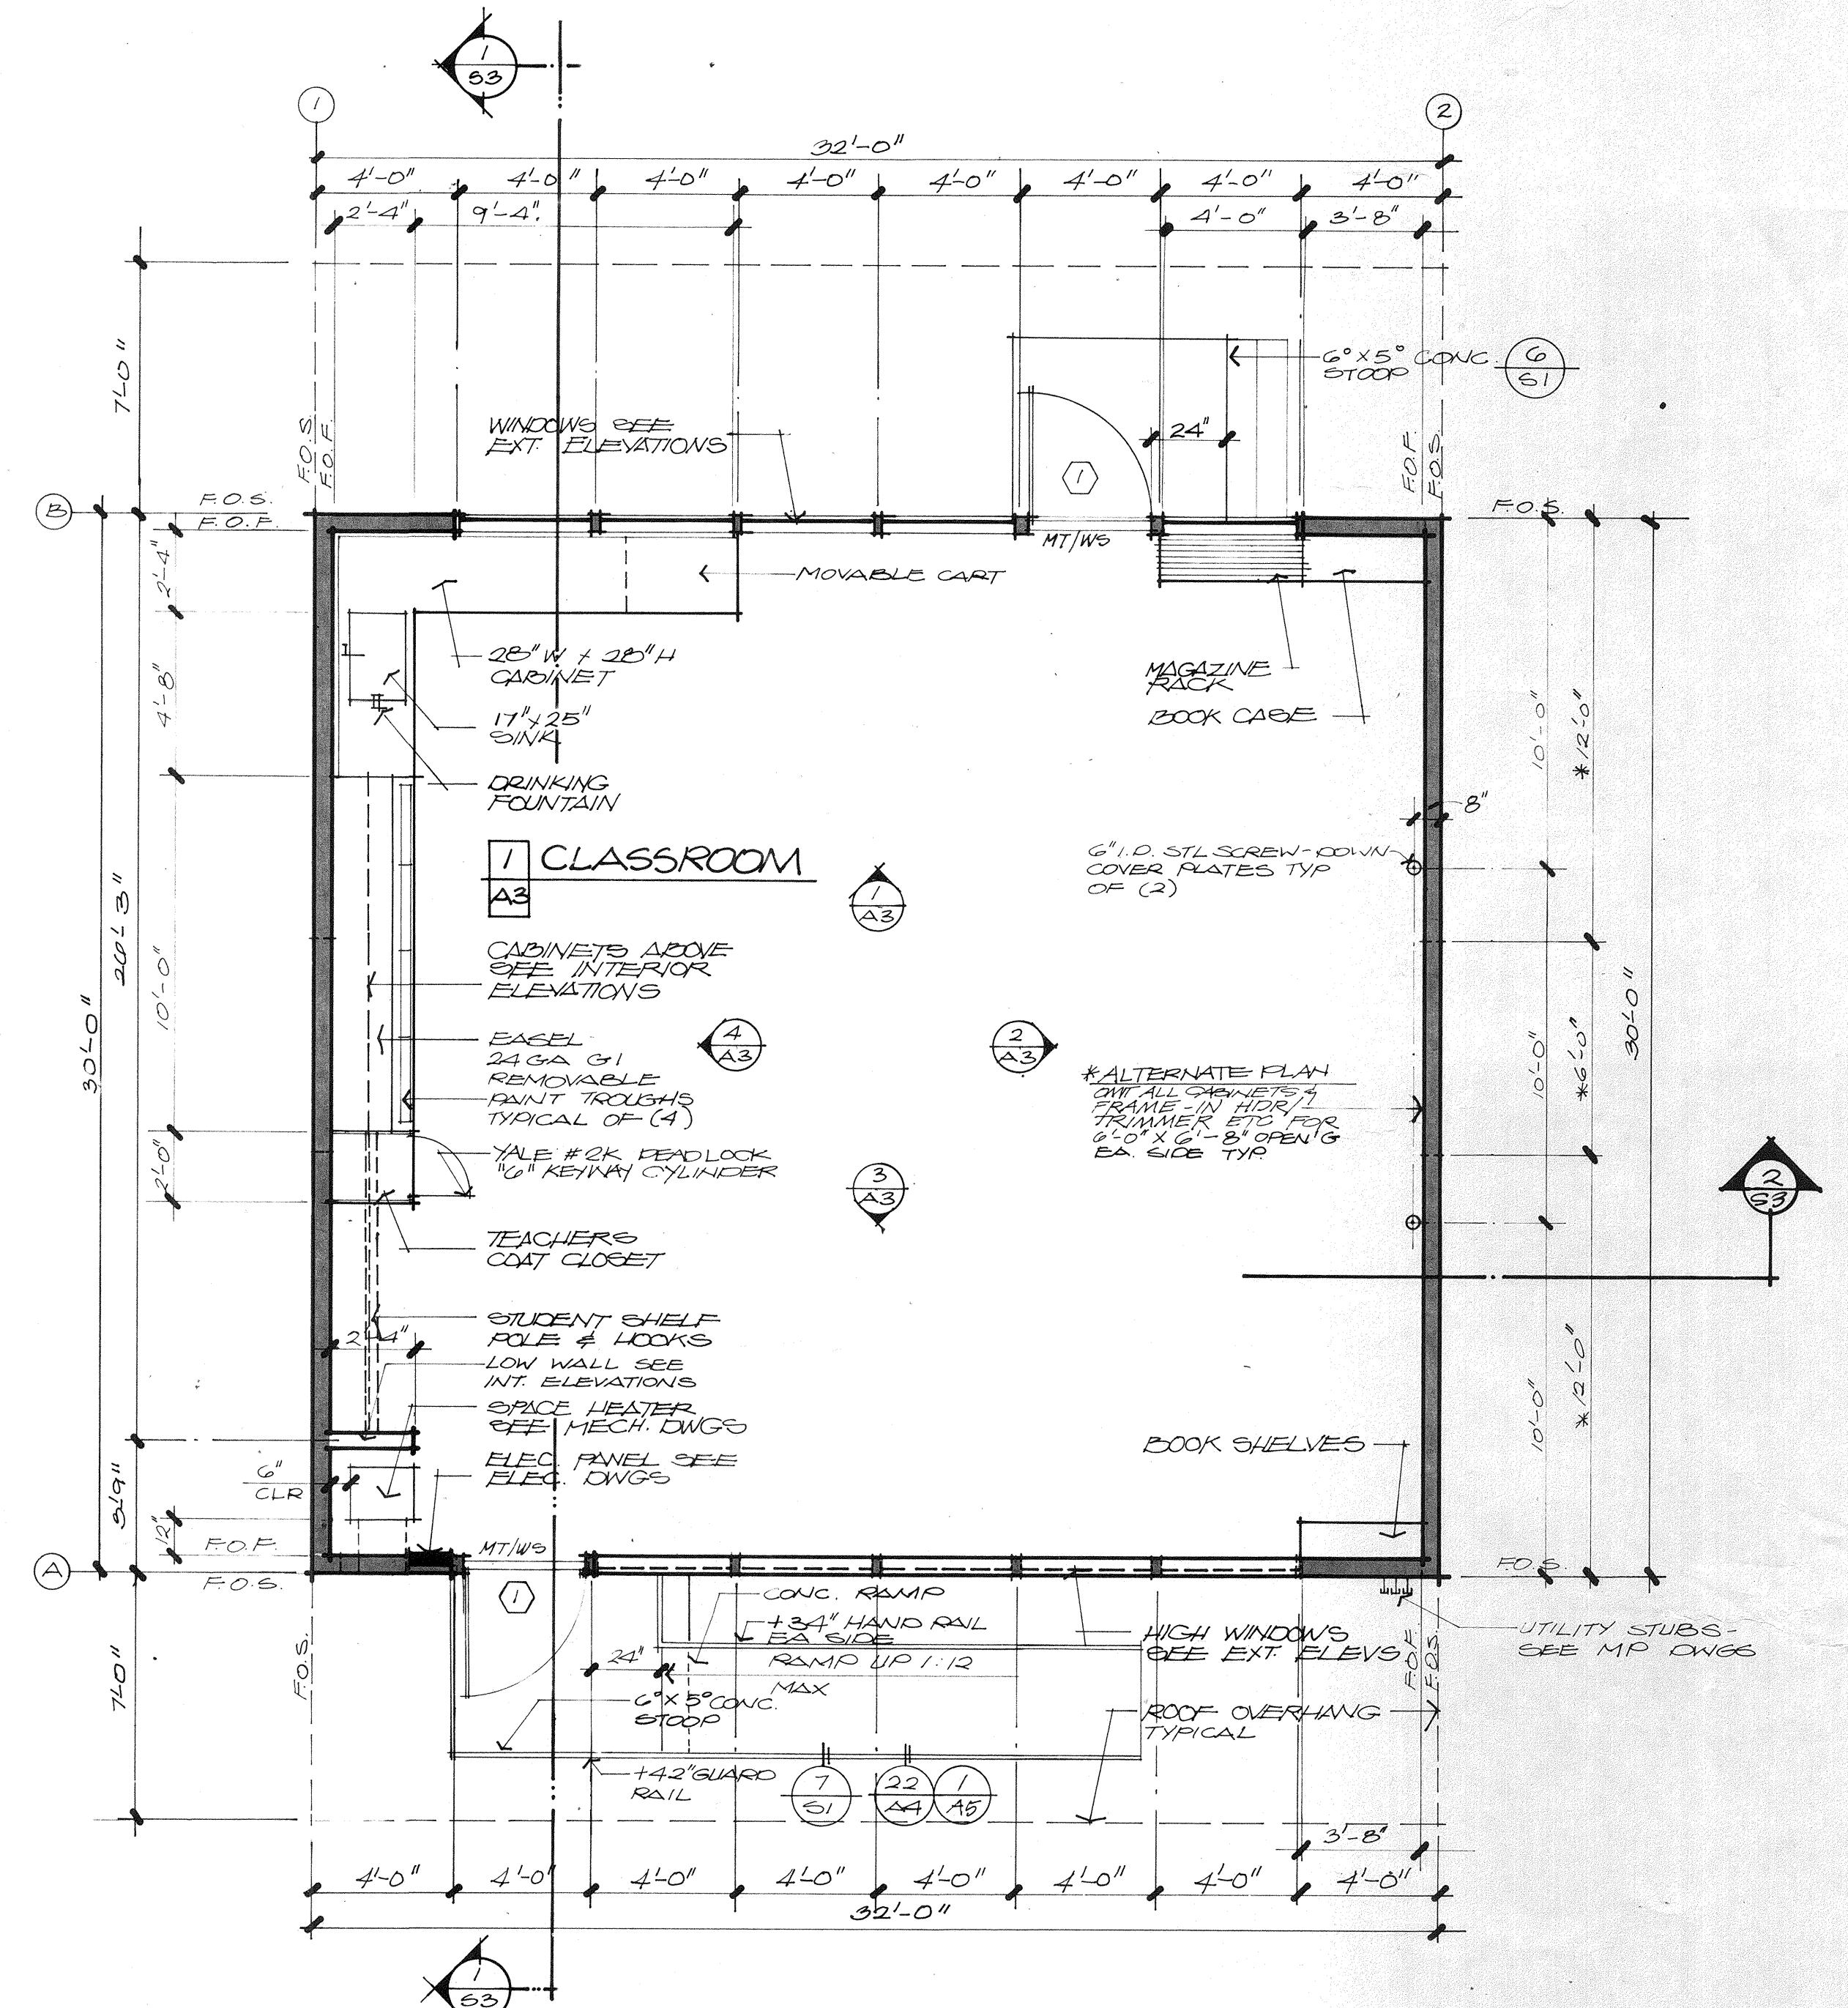 1
S3
1
2
32'-0"
4'-0" 4'-0" 4'-0" 4'-0" 4'-0" 4'-0" 4'-0" 4'-0"
2'-4" 9'-4" 4'-0" 3'-8"
7'-0"
6° X 5° CONC.
STOOP
6
S1
WINDOWS SEE
EXT. ELEVATIONS
24"
1
F.O.S.
F.O.F.
F.O.F.
F.O.S.
B
F.O.S.
F.O.F.
F.O.S.
MT/WS
MOVABLE CART
2'-4"
28" W X 28" H
CABINET
17" X 25"
SINK
4'-8"
MAGAZINE
RACK
BOOK CASE
10'-0"
*12'-0"
DRINKING
FOUNTAIN
8"
1
A3
CLASSROOM
6" I.D. STL SCREW-DOWN
COVER PLATES TYP
OF (2)
1
A3
26'-3"
10'-0"
30'-0"
CABINETS ABOVE
SEE INTERIOR
ELEVATIONS
4
A3
2
A3
10'-0"
*6'-0"
30'-0"
EASEL
24 GA G I
REMOVABLE
PAINT TROUGHS
TYPICAL OF (4)
*ALTERNATE PLAN
OMIT ALL CABINETS &
FRAME-IN HDR/
TRIMMER ETC FOR
6'-0" X 6'-8" OPEN'G
EA. SIDE TYP.
YALE #2K DEADLOCK
"6" KEYWAY CYLINDER
2'-0"
3
A3
2
S3
TEACHERS
COAT CLOSET
STUDENT SHELF
POLE & HOOKS
2'-4"
LOW WALL SEE
INT. ELEVATIONS
SPACE HEATER
SEE MECH. DWGS
ELEC. PANEL SEE
ELEC. DWGS
10'-0"
*12'-0"
BOOK SHELVES
6"
CLR
3'-9"
12"
F.O.F.
A
F.O.S.
MT/WS
F.O.S.
1
CONC. RAMP
+34" HAND RAIL
EA SIDE
RAMP UP 1:12
MAX
24"
6° X 5° CONC.
STOOP
HIGH WINDOWS
SEE EXT. ELEVS
UTILITY STUBS-
SEE MP DWGS
F.O.S.
F.O.F.
F.O.S.
7'-0"
ROOF OVERHANG
TYPICAL
+42" GUARD
RAIL
7
S1
22
A4
1
A5
3'-8"
4'-0" 4'-0" 4'-0" 4'-0" 4'-0" 4'-0" 4'-0" 4'-0"
32'-0"
1
S3